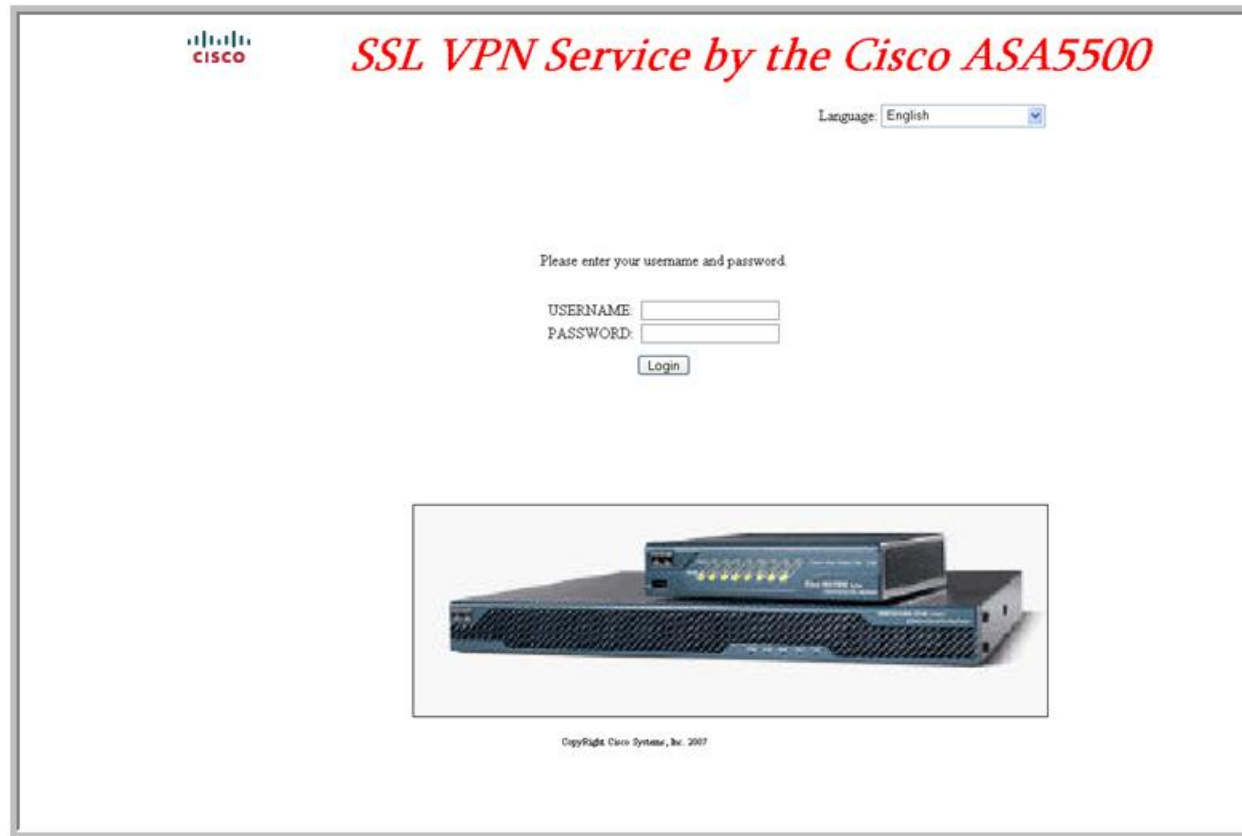 CISCO
SSL VPN Service by the Cisco ASA5500
Language: English
Please enter your username and password.
USERNAME:
PASSWORD:
Login
CopyRight Cisco Systems, Inc. 2007